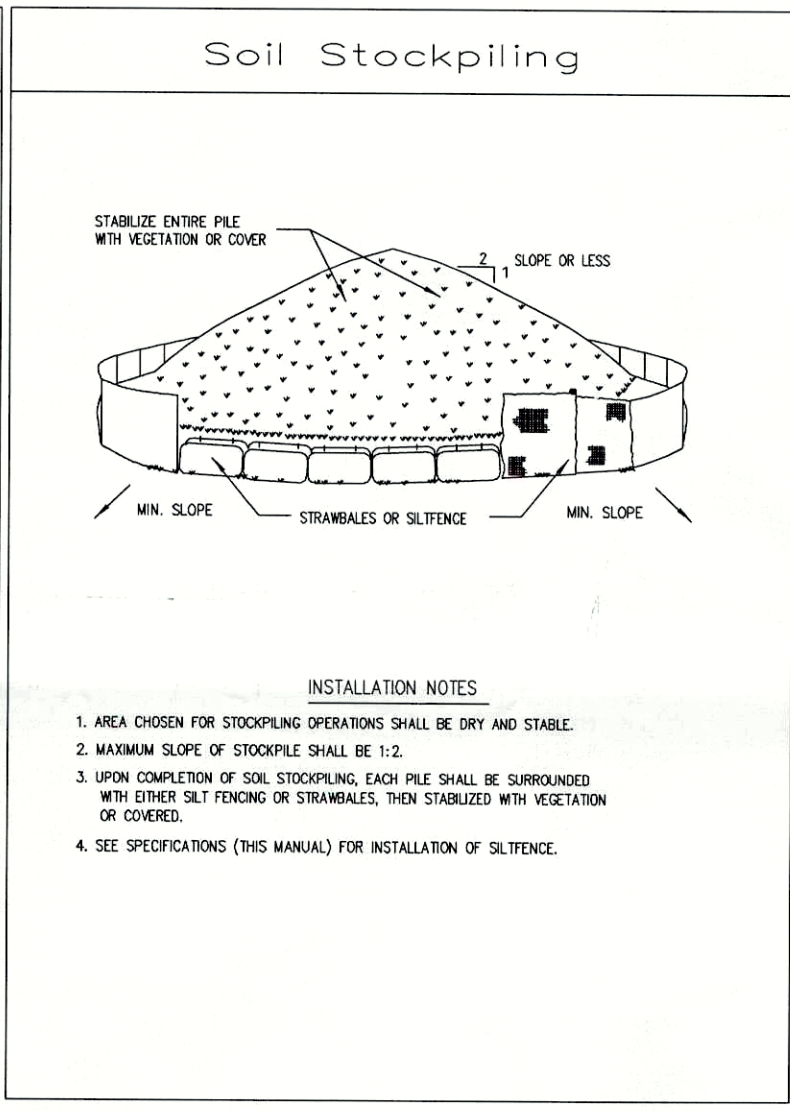 Soil Stockpiling
STABILIZE ENTIRE PILE
WITH VEGETATION OR COVER
2
1
SLOPE OR LESS
MIN. SLOPE
STRAWBALES OR SILTFENCE
MIN. SLOPE
INSTALLATION NOTES
1. AREA CHOSEN FOR STOCKPILING OPERATIONS SHALL BE DRY AND STABLE.
2. MAXIMUM SLOPE OF STOCKPILE SHALL BE 1:2.
3. UPON COMPLETION OF SOIL STOCKPILING, EACH PILE SHALL BE SURROUNDED
WITH EITHER SILT FENCING OR STRAWBALES, THEN STABILIZED WITH VEGETATION
OR COVERED.
4. SEE SPECIFICATIONS (THIS MANUAL) FOR INSTALLATION OF SILTFENCE.